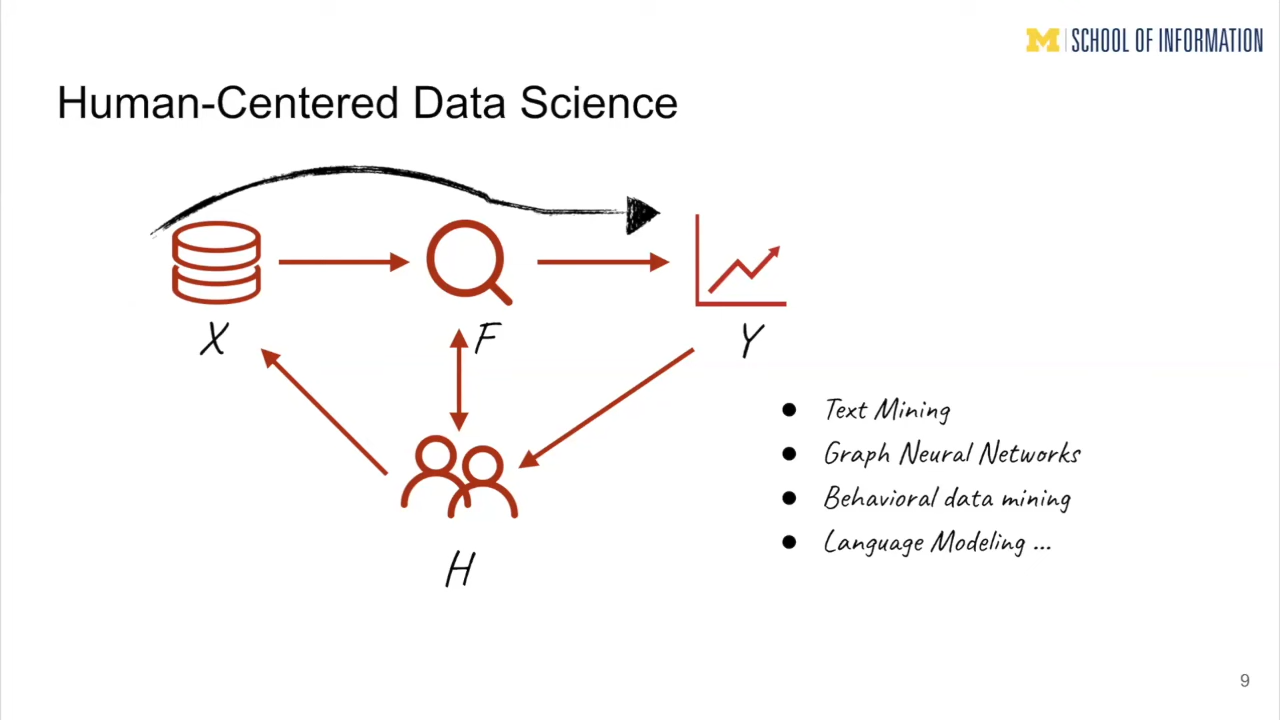 M | SCHOOL OF INFORMATION
Human-Centered Data Science
X
F
Y
H
● Text Mining
● Graph Neural Networks
● Behavioral data mining
● Language Modeling ...
9